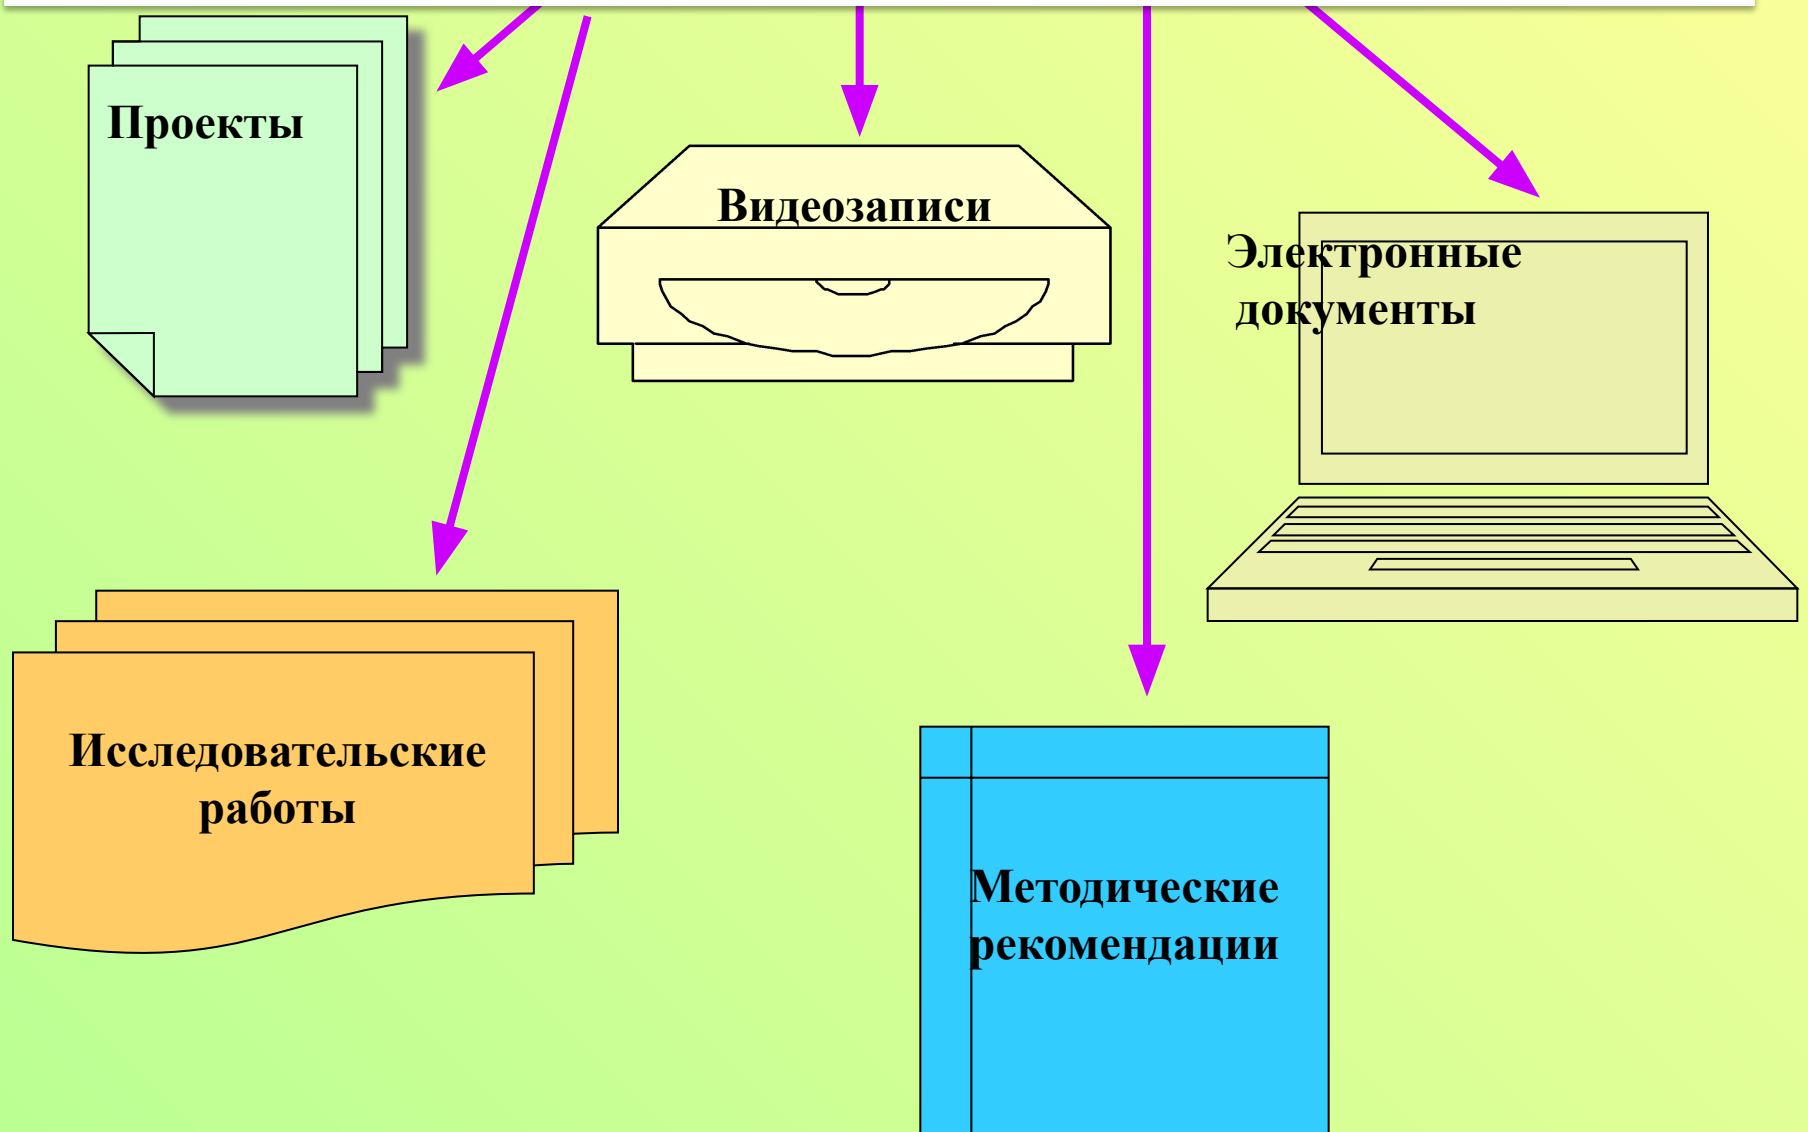 Проекты
Видеозаписи
Электронные
документы
Исследовательские
работы
Методические
рекомендации